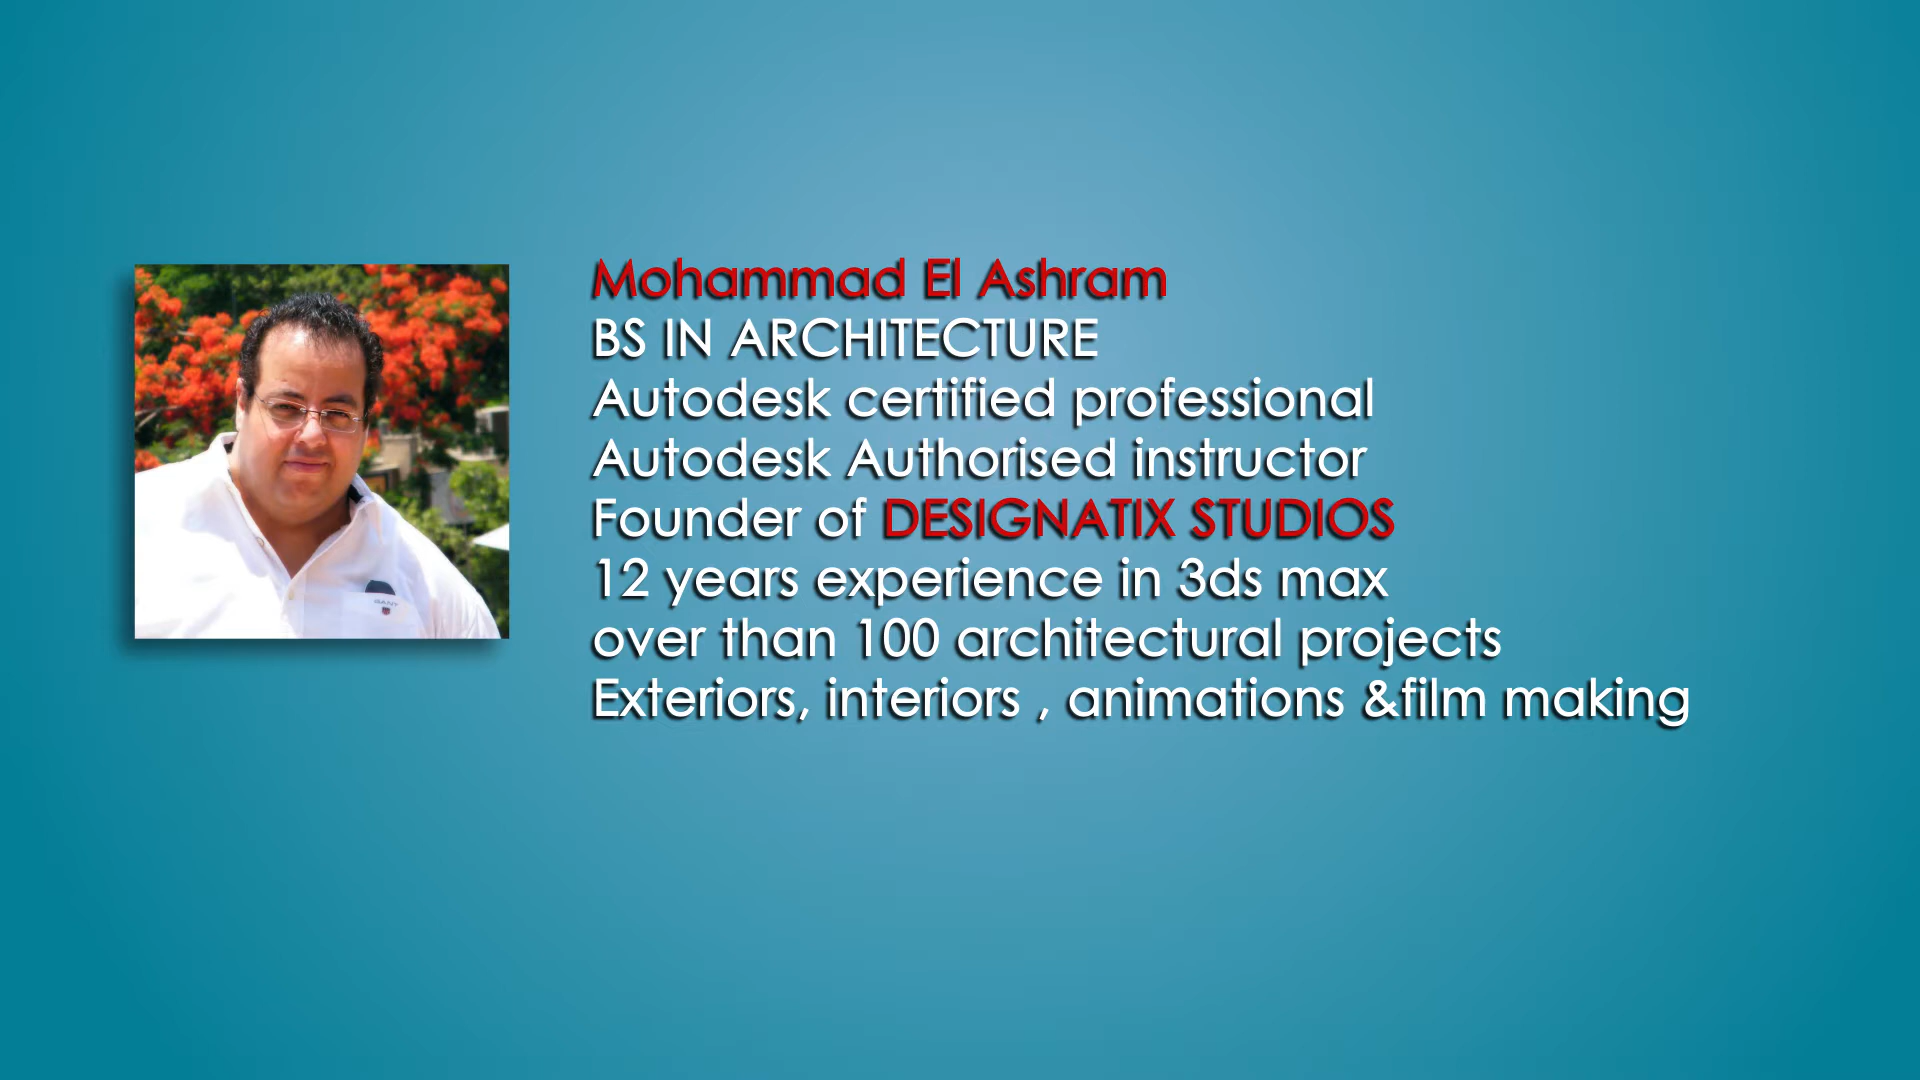 Mohammad El Ashram
BS IN ARCHITECTURE
Autodesk certified professional
Autodesk Authorised instructor
Founder of DESIGNATIX STUDIOS
12 years experience in 3ds max
over than 100 architectural projects
Exteriors, interiors , animations &film making
GANT